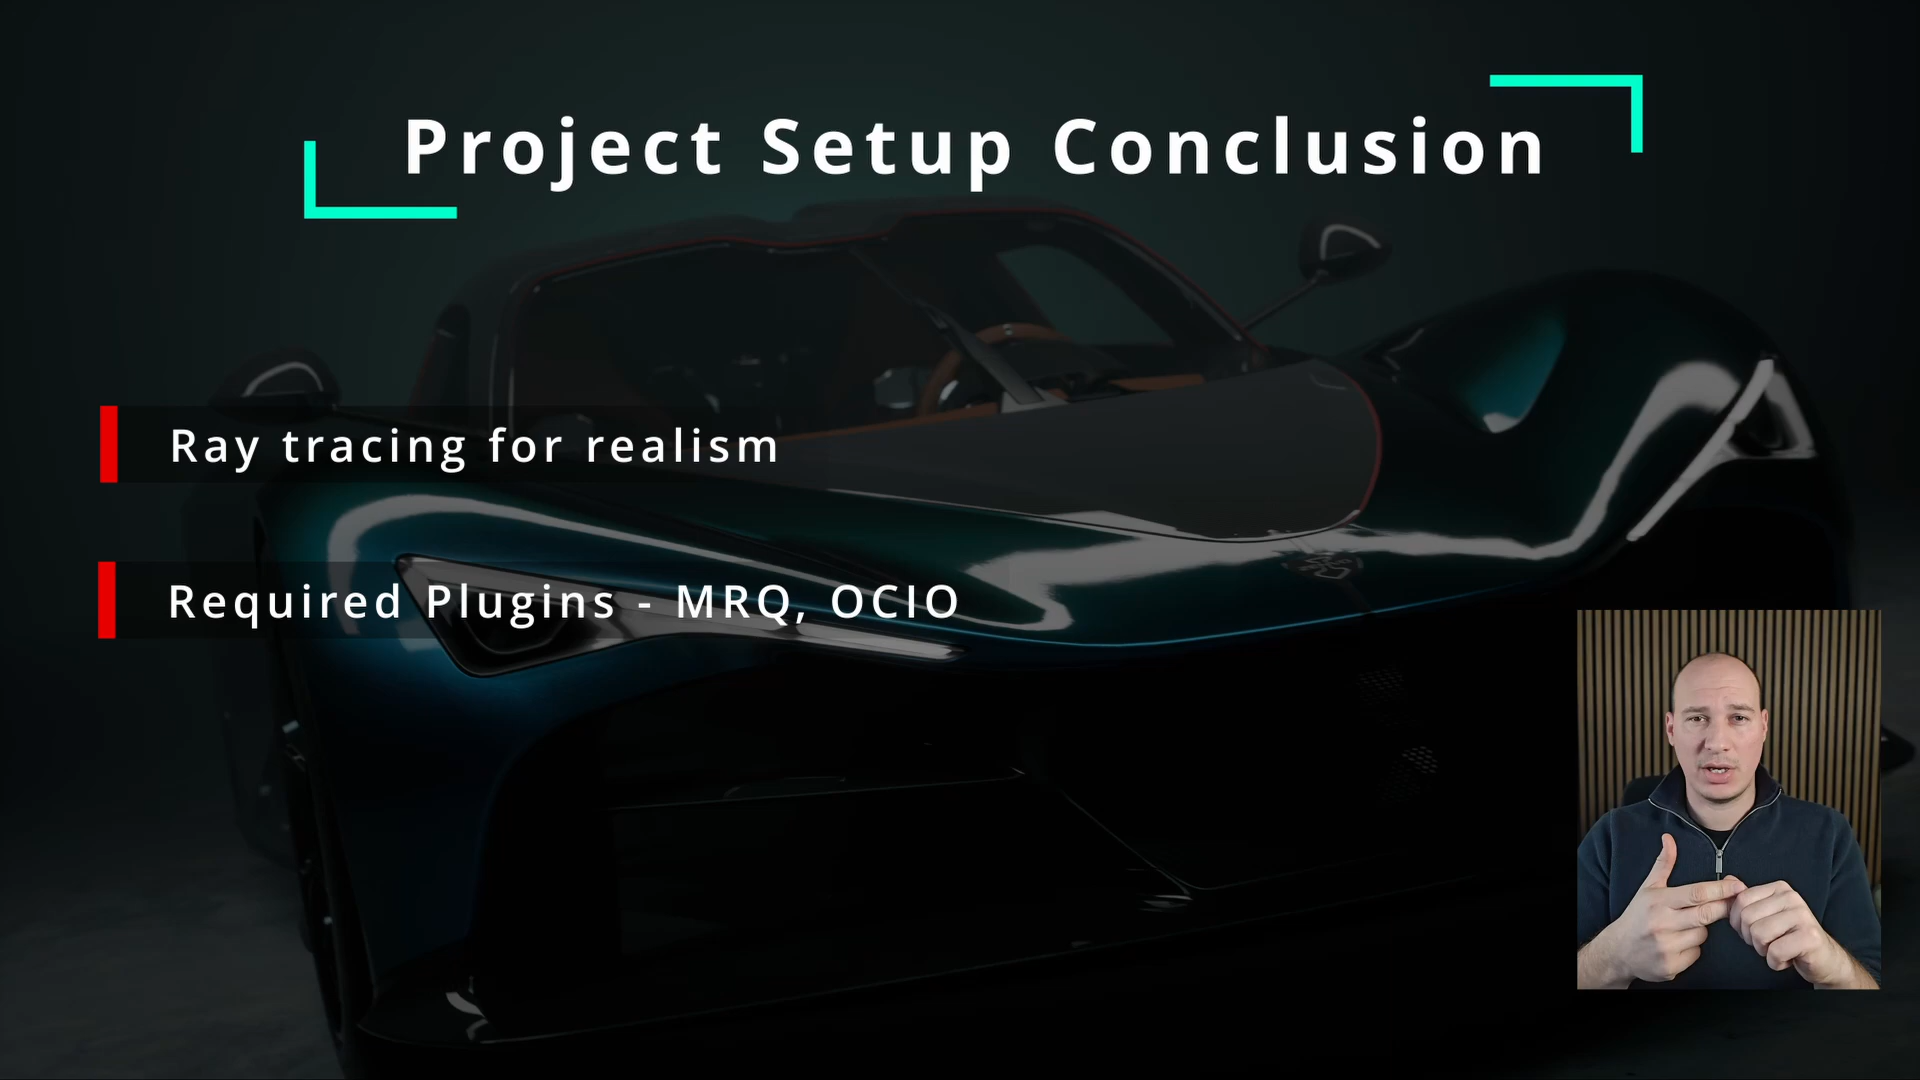 Project Setup Conclusion
Ray tracing for realism
Required Plugins - MRQ, OCIO